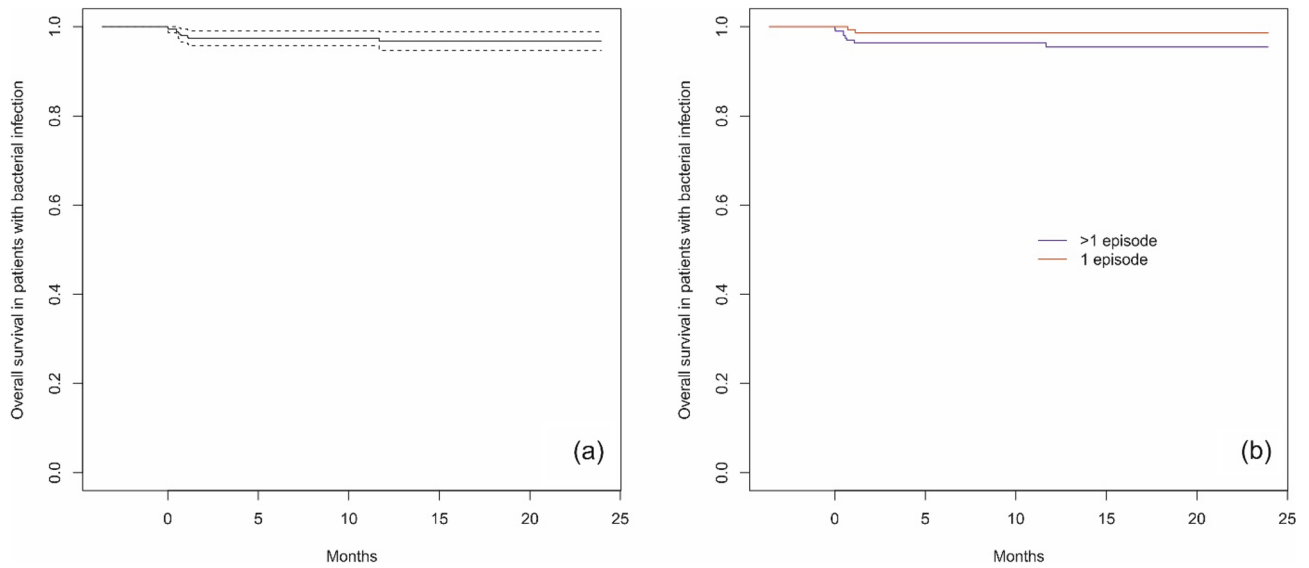 Overall survival in patients with bacterial infection
1.0
0.8
0.6
0.4
0.2
0.0
(a)
0 5 10 15 20 25
Months
Overall survival in patients with bacterial infection
1.0
0.8
0.6
0.4
0.2
0.0
>1 episode
1 episode
(b)
0 5 10 15 20 25
Months